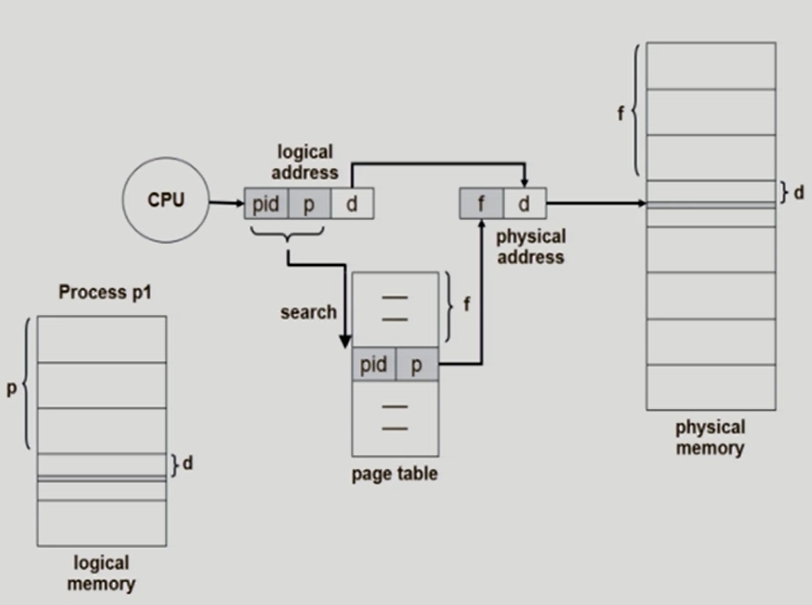 logical
address
CPU
pid p d
f d
physical
address
f
d
physical
memory
search
f
pid p
page table
Process p1
p
d
logical
memory